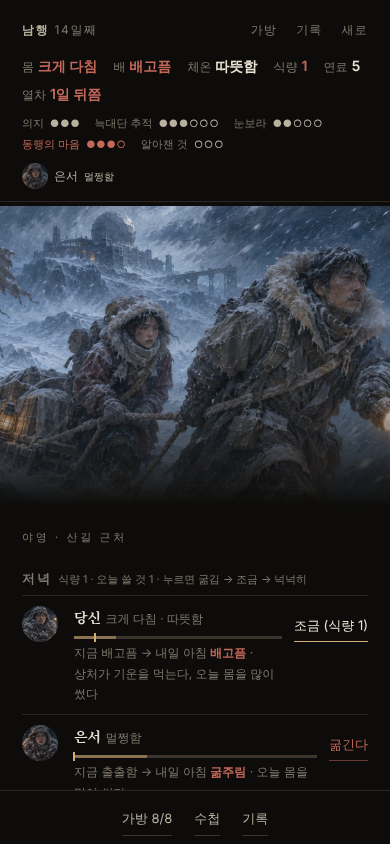 남행 14일째 가방 기록 새로
몸 크게 다침 배 배고픔 체온 따뜻함 식량 1 연료 5
열차 1일 뒤쯤
의지 ●●● 늑대단 추적 ●●●○○○ 눈보라 ●●○○○○
동행의 마음 ●●●○ 알아챈 것 ○○○
은서 멀쩡함
야영 · 산길 근처
저녁 식량 1 · 오늘 쓸 것 1 · 누르면 굶김 → 조금 → 넉넉히
당신 크게 다침 · 따뜻함 조금 (식량 1)
지금 배고픔 → 내일 아침 배고픔 ·
상처가 기운을 먹는다, 오늘 몸을 많이
썼다
은서 멀쩡함 굶긴다
지금 출출함 → 내일 아침 굶주림 · 오늘 몸을
가방 8/8 수첩 기록